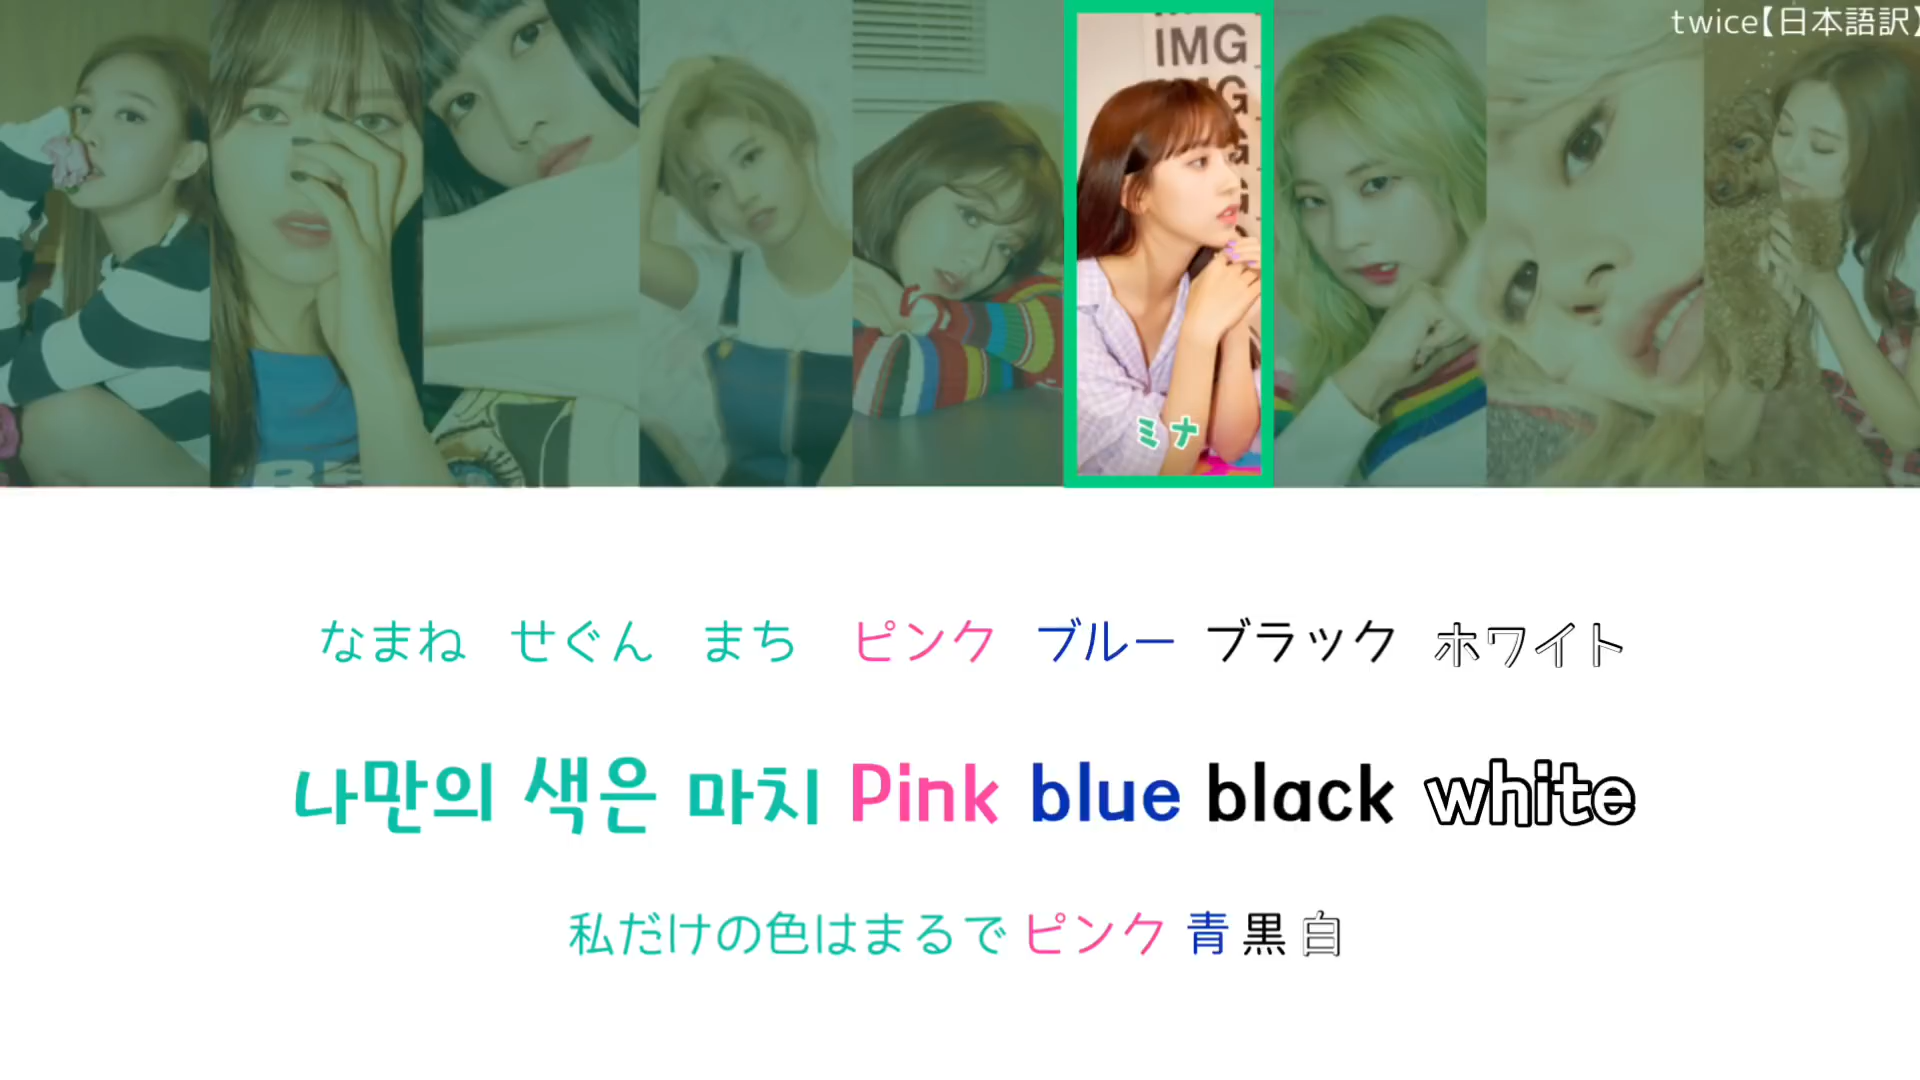 twice【日本語訳】
IMG
ミナ
なまね せぐん まち ピンク ブルー ブラック ホワイト
나만의 색은 마치 Pink blue black white
私だけの色はまるで ピンク 青 黒 白